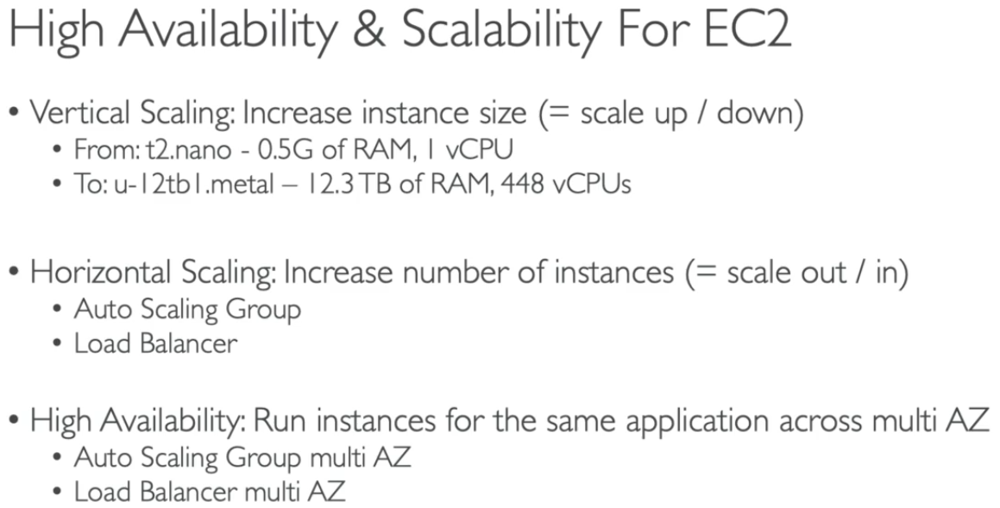 High Availability & Scalability For EC2
• Vertical Scaling: Increase instance size (= scale up / down)
• From: t2.nano - 0.5G of RAM, 1 vCPU
• To: u-12tb1.metal – 12.3 TB of RAM, 448 vCPUs
• Horizontal Scaling: Increase number of instances (= scale out / in)
• Auto Scaling Group
• Load Balancer
• High Availability: Run instances for the same application across multi AZ
• Auto Scaling Group multi AZ
• Load Balancer multi AZ